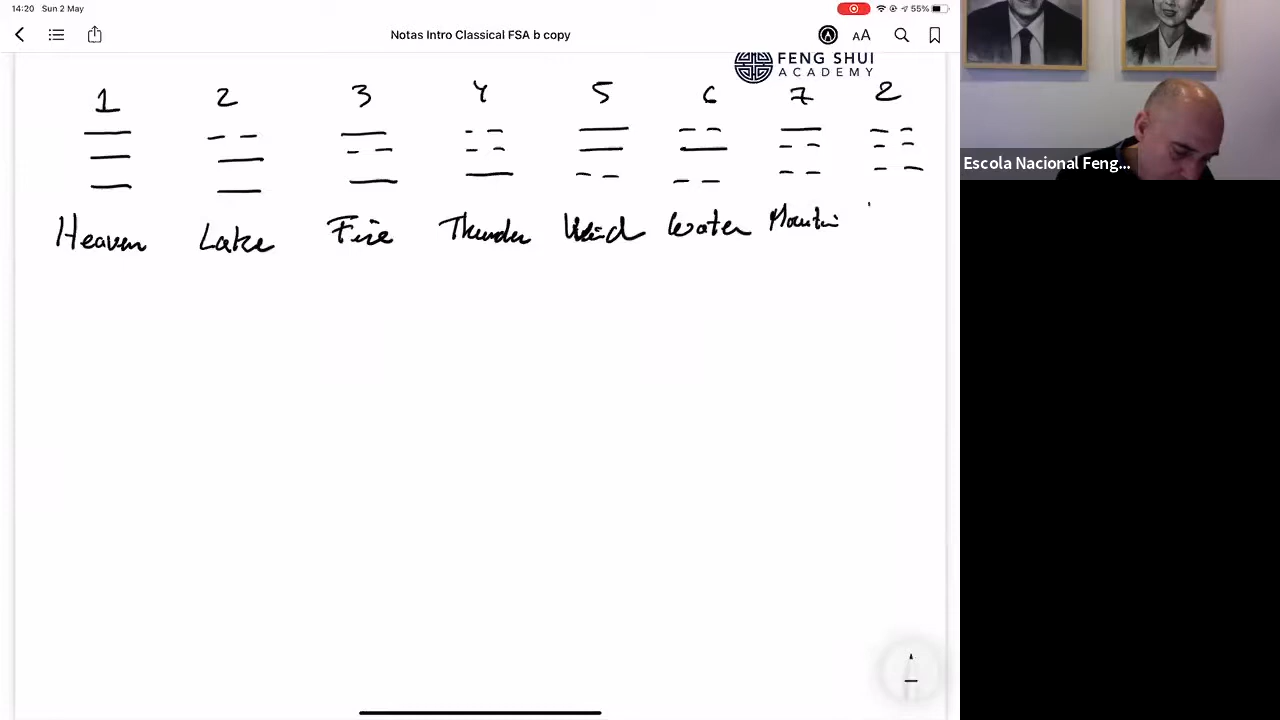 14:20 Sun 2 May 55%
Notas Intro Classical FSA b copy AA
FENG SHUI
ACADEMY
1 2 3 4 5 6 7 8
Heaven Lake Fire Thunder Wind Water Mountain
Escola Nacional Feng...